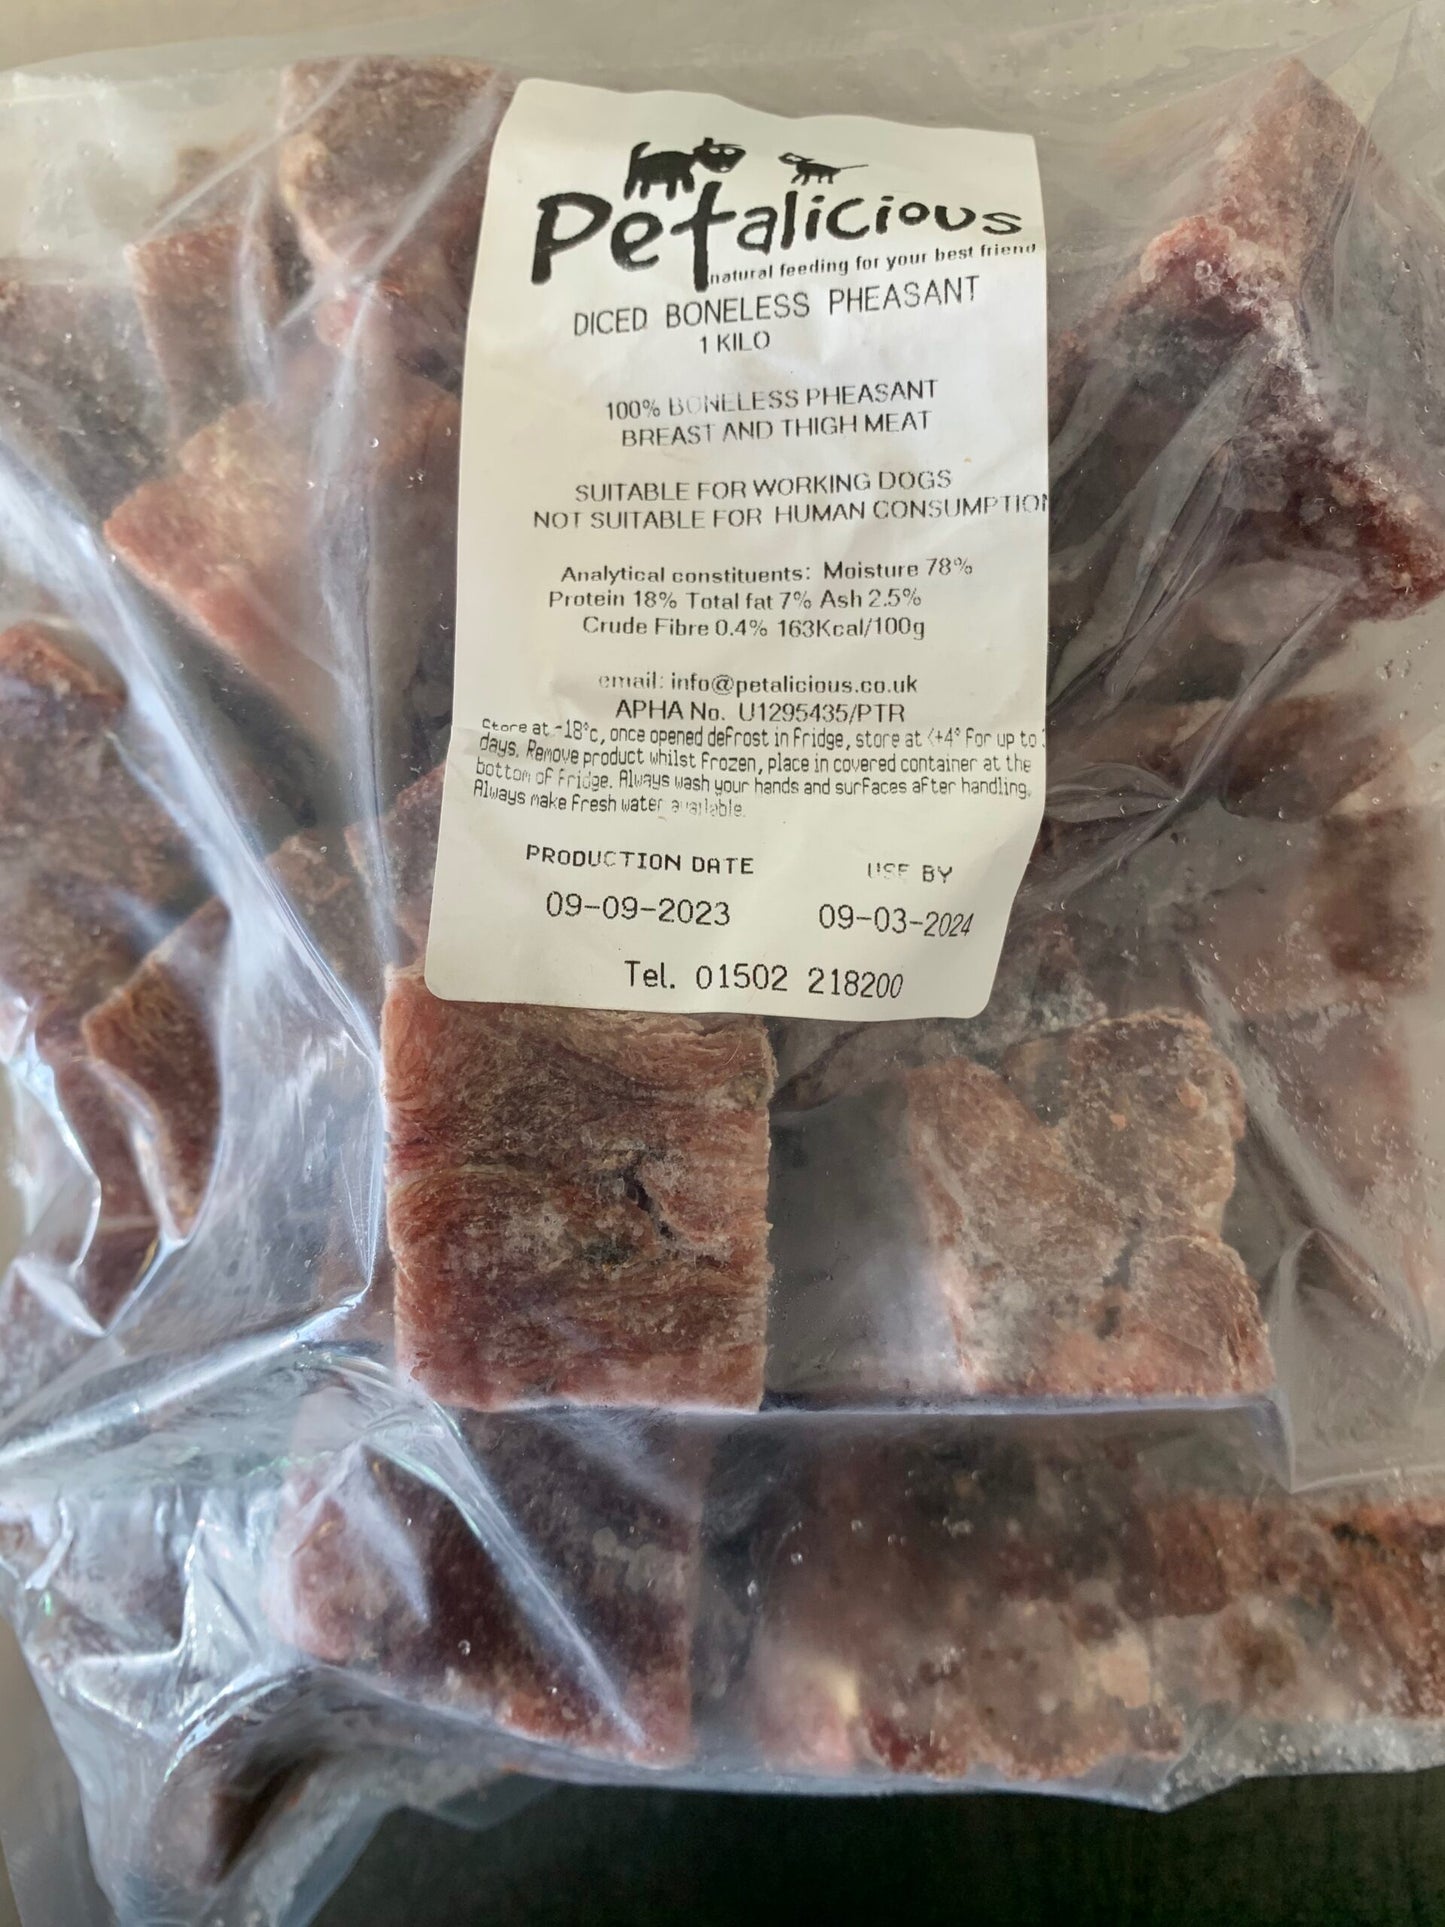 Petalicious
natural feeding for your best friend
DICED BONELESS PHEASANT
1 KILO
100% BONELESS PHEASANT
BREAST AND THIGH MEAT
SUITABLE FOR WORKING DOGS
NOT SUITABLE FOR HUMAN CONSUMPTION
Analytical constituents: Moisture 78%
Protein 18% Total fat 7% Ash 2.5%
Crude Fibre 0.4% 163Kcal/100g
email: info@petalicious.co.uk
APHA No. U1295435/PTR
Store at -18°c, once opened defrost in fridge, store at <+4° For up to
days. Remove product whilst frozen, place in covered container at the
bottom of fridge. Always wash your hands and surfaces after handling.
Always make fresh water available.
PRODUCTION DATE USE BY
09-09-2023 09-03-2024
Tel. 01502 218200